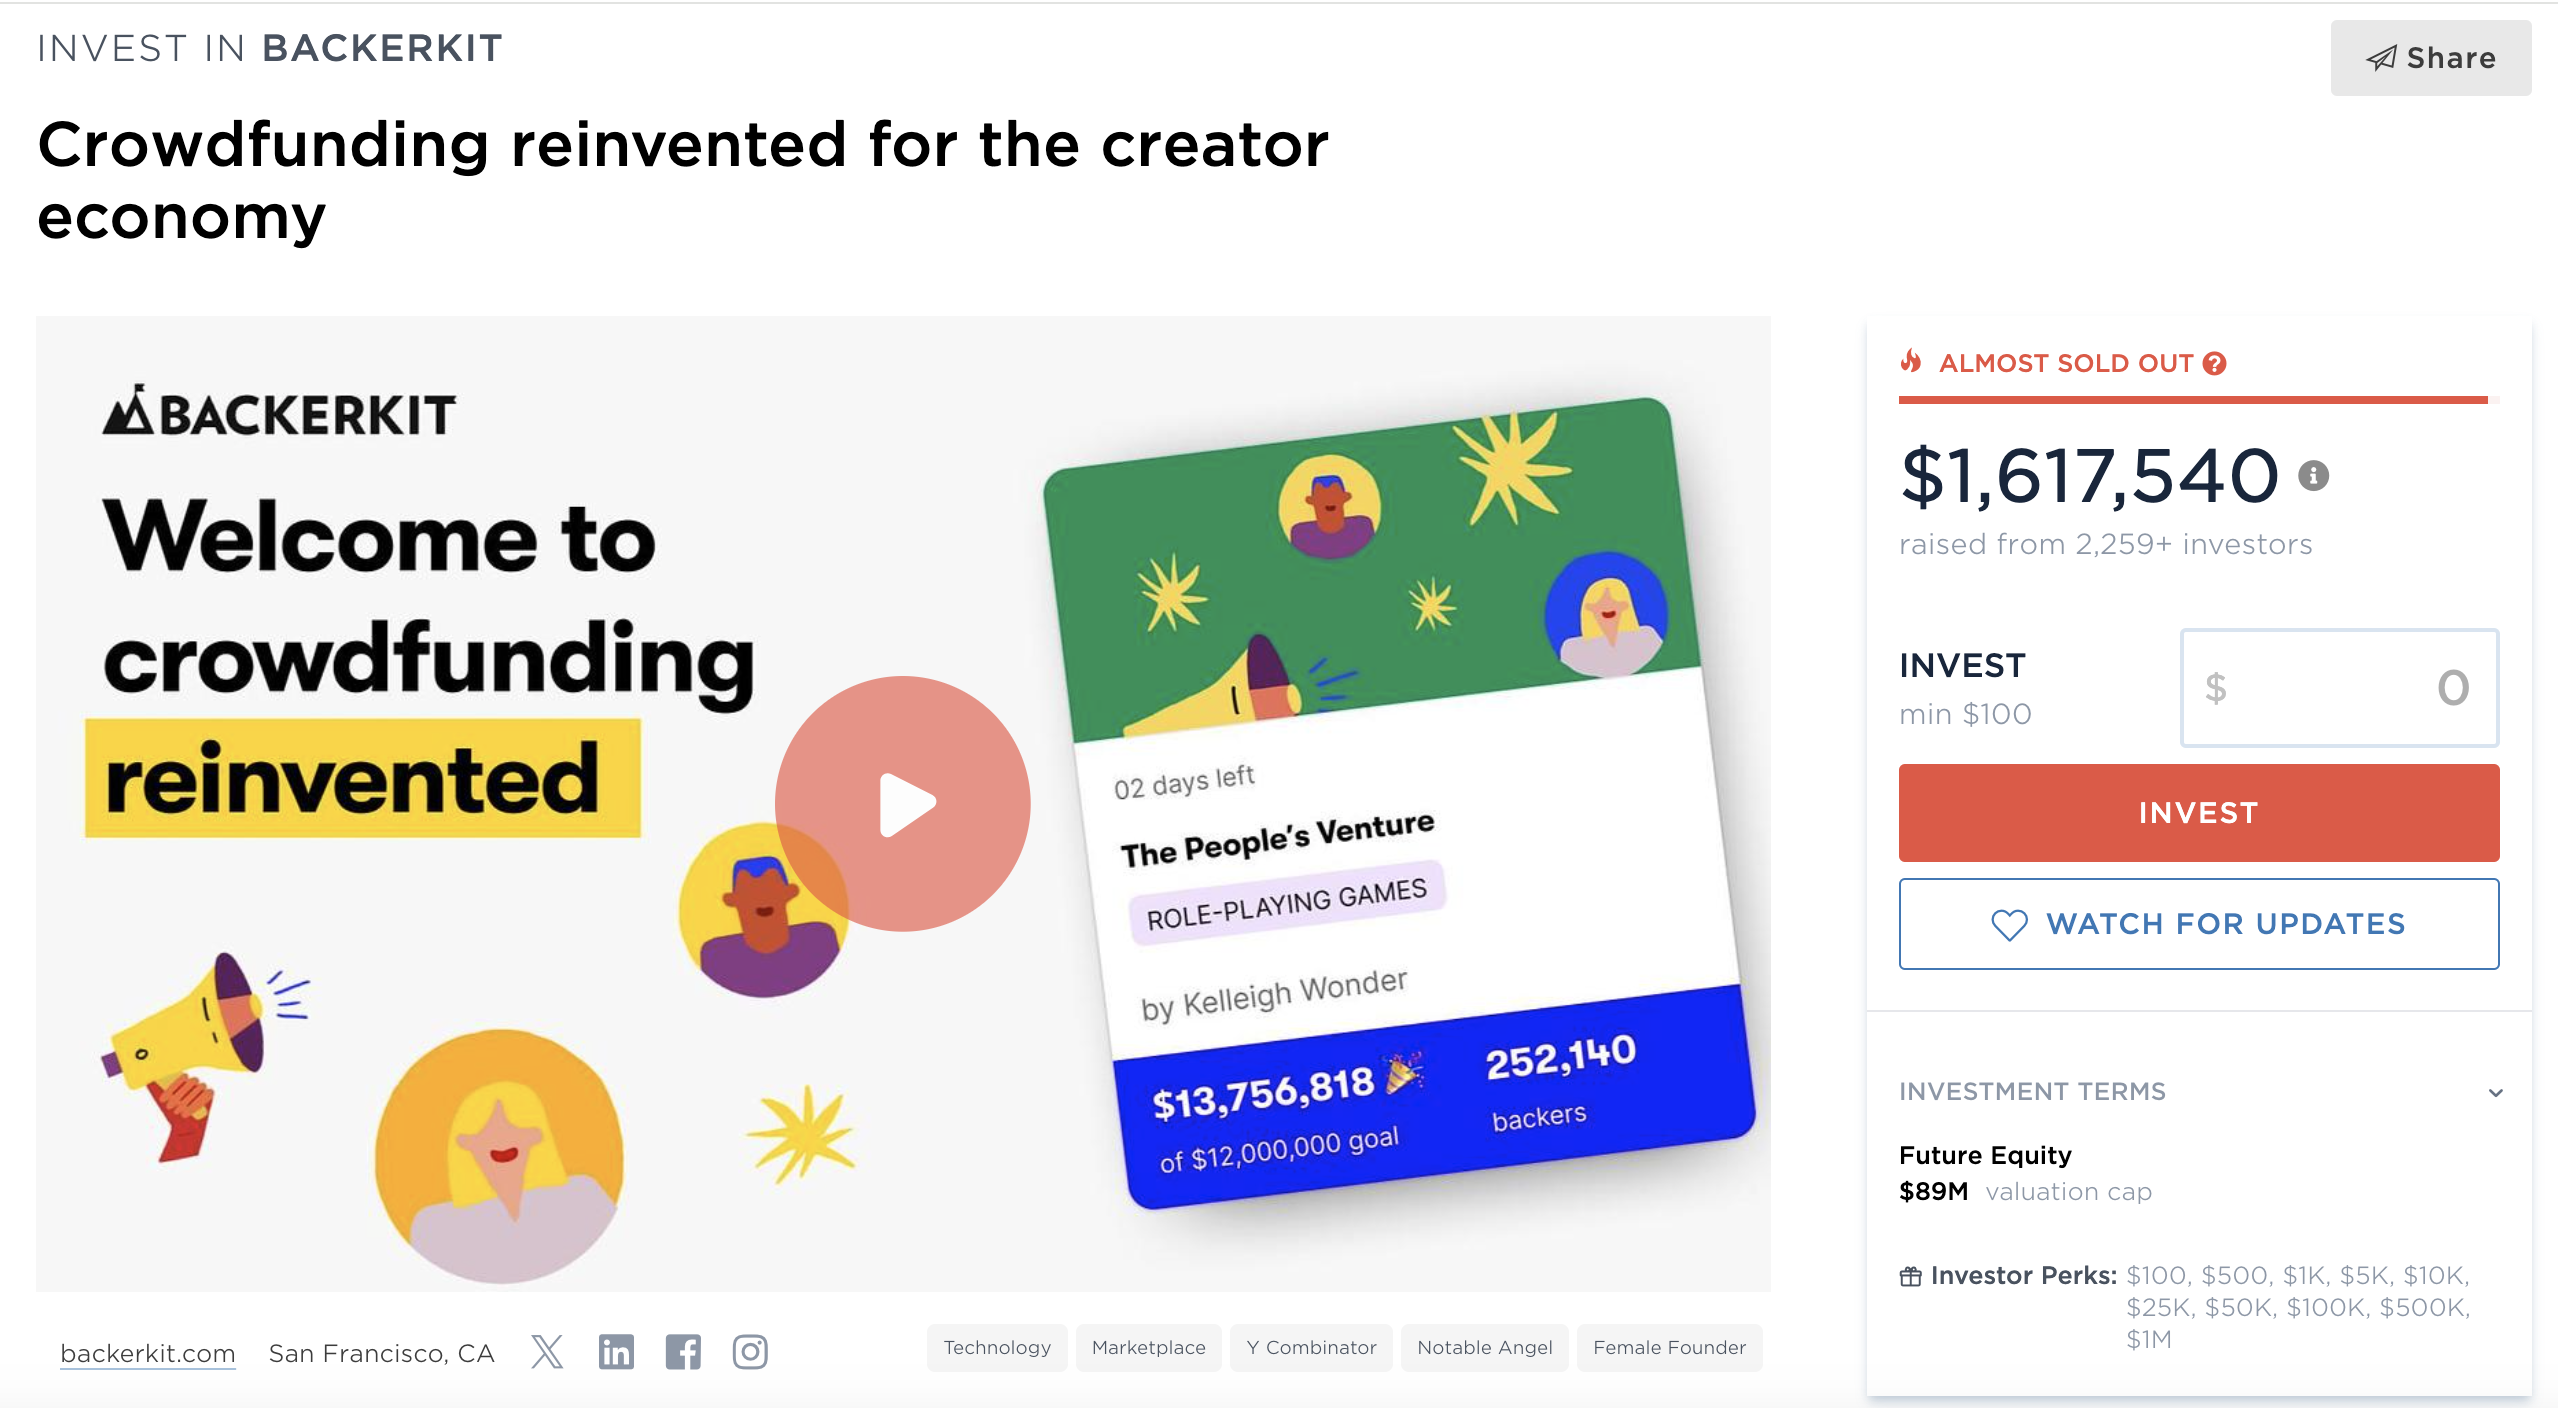 INVEST IN BACKERKIT
Share
Crowdfunding reinvented for the creator
economy
BACKERKIT
Welcome to
crowdfunding
reinvented
02 days left
The People's Venture
ROLE-PLAYING GAMES
by Kelleigh Wonder
$13,756,818
of $12,000,000 goal
252,140
backers
backerkit.com
San Francisco, CA
Technology
Marketplace
Y Combinator
Notable Angel
Female Founder
ALMOST SOLD OUT
$1,617,540
raised from 2,259+ investors
INVEST
min $100
$ 0
INVEST
WATCH FOR UPDATES
INVESTMENT TERMS
Future Equity
$89M valuation cap
Investor Perks: $100, $500, $1K, $5K, $10K,
$25K, $50K, $100K, $500K,
$1M